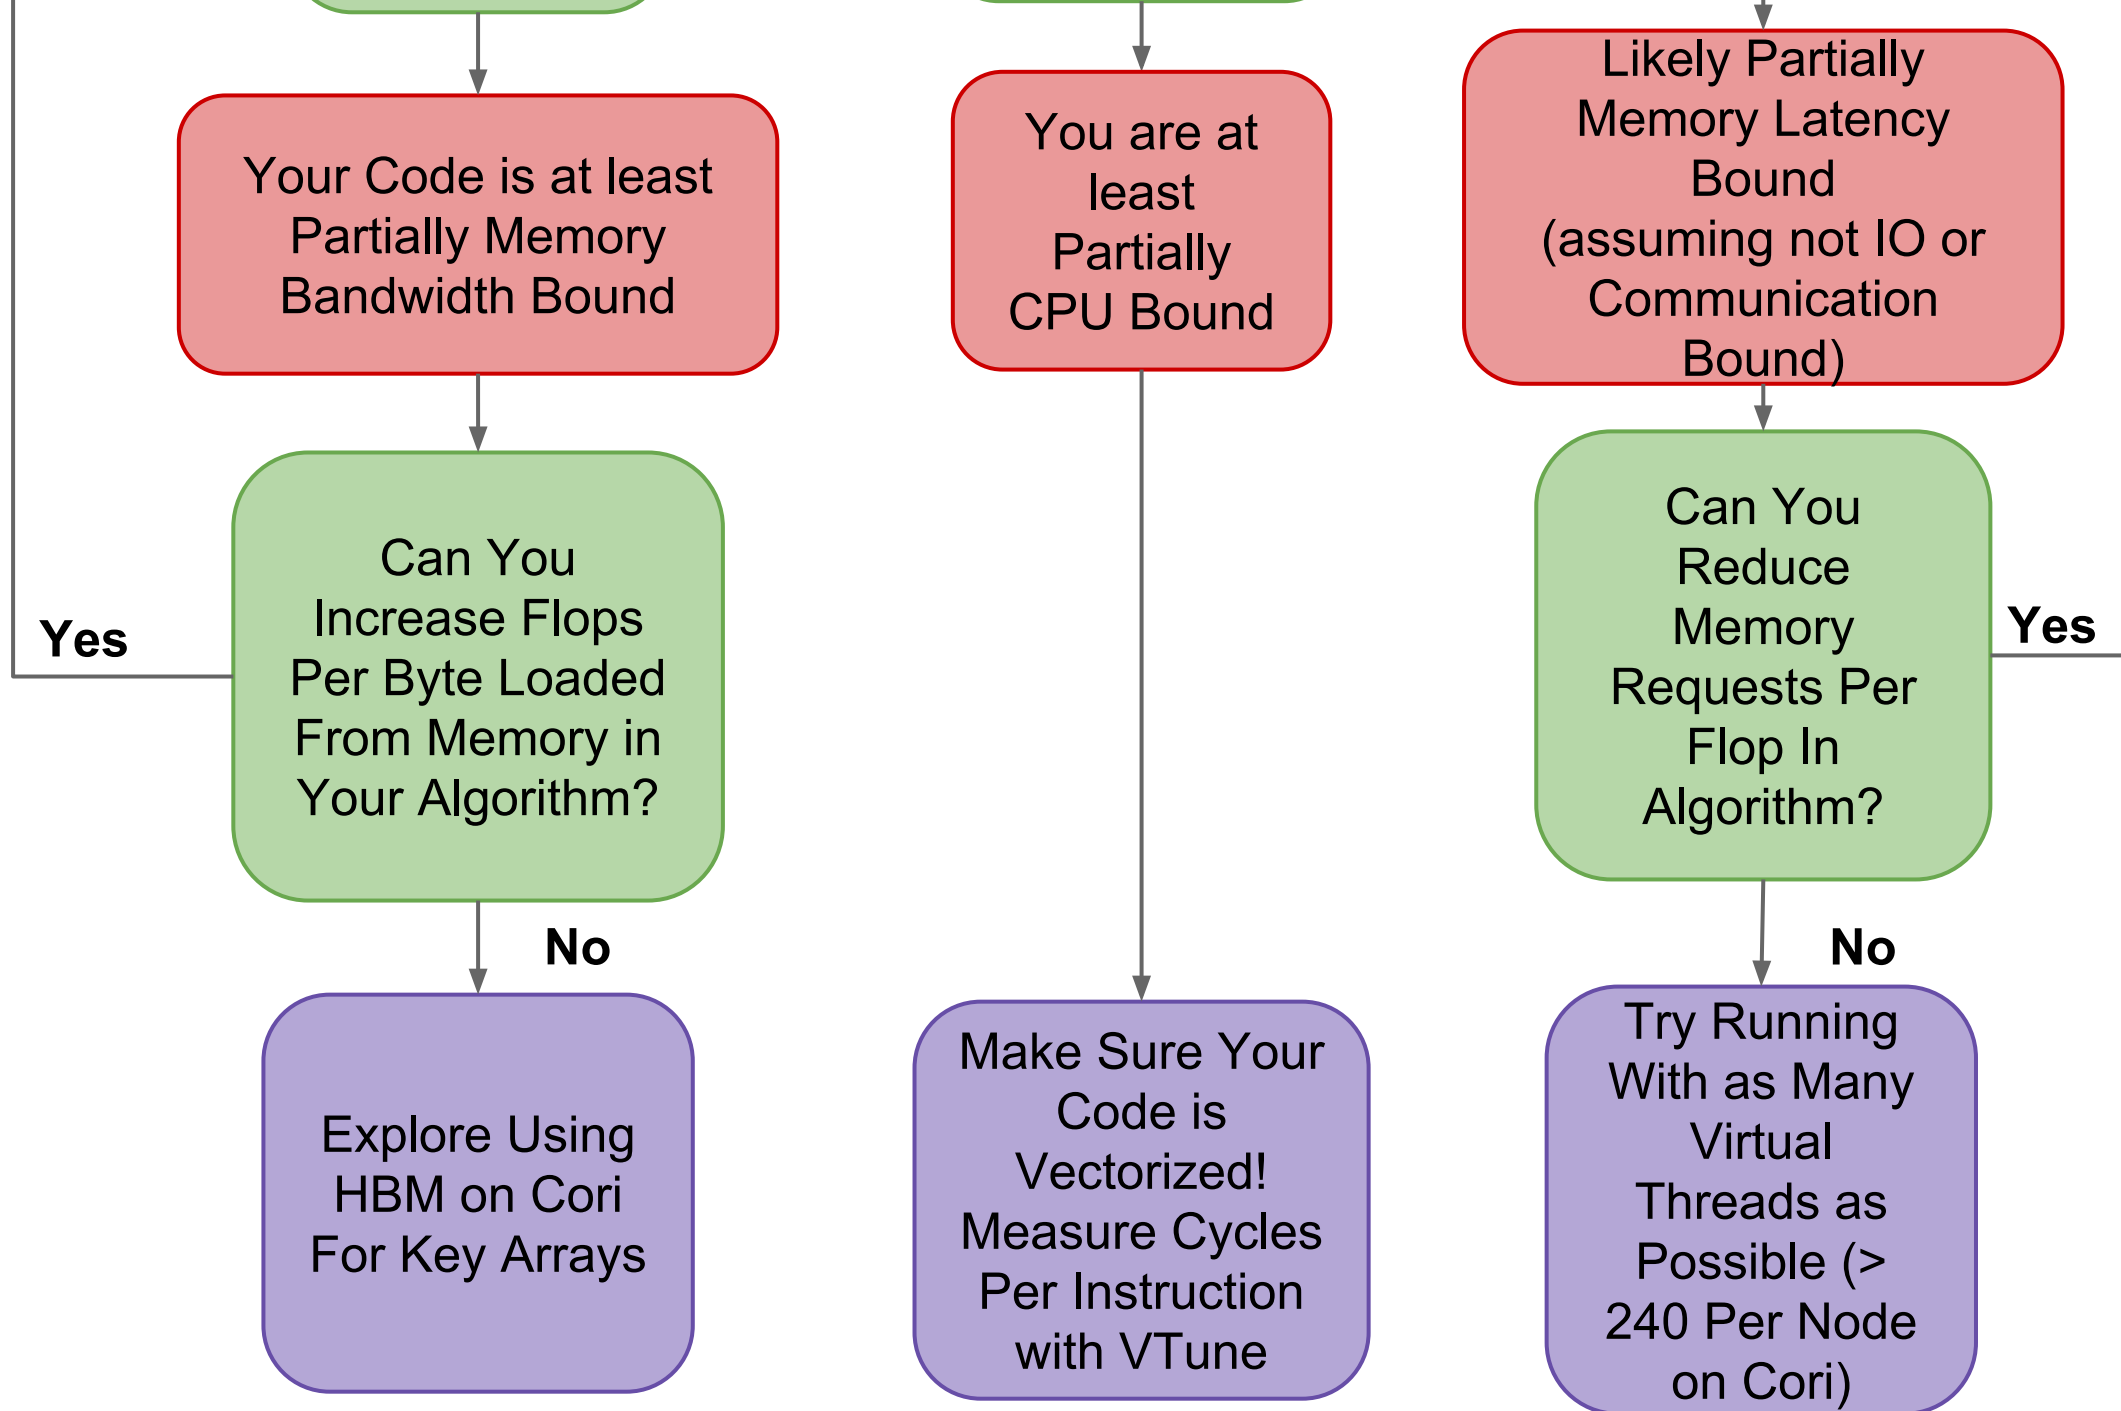 Your Code is at least
Partially Memory
Bandwidth Bound
You are at
least
Partially
CPU Bound
Likely Partially
Memory Latency
Bound
(assuming not IO or
Communication
Bound)
Can You
Increase Flops
Per Byte Loaded
From Memory in
Your Algorithm?
Yes
No
Can You
Reduce
Memory
Requests Per
Flop In
Algorithm?
Yes
No
Explore Using
HBM on Cori
For Key Arrays
Make Sure Your
Code is
Vectorized!
Measure Cycles
Per Instruction
with VTune
Try Running
With as Many
Virtual
Threads as
Possible (>
240 Per Node
on Cori)